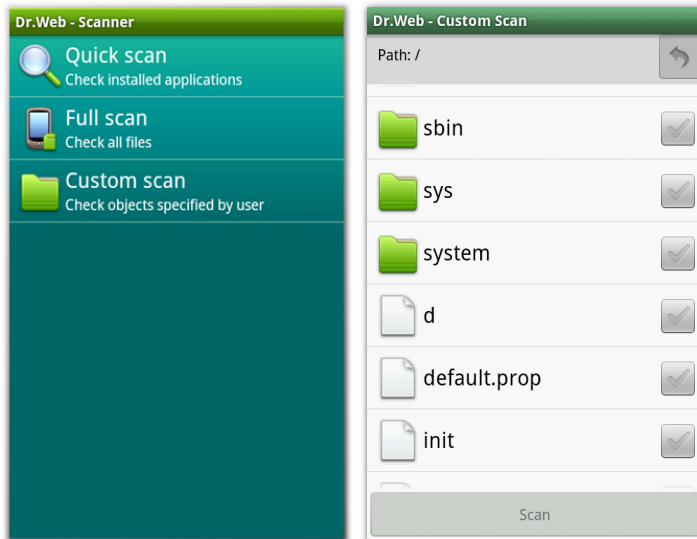 Dr.Web - Scanner
Quick scan
Check installed applications
Full scan
Check all files
Custom scan
Check objects specified by user
Dr.Web - Custom Scan
Path: /
sbin
sys
system
d
default.prop
init
Scan